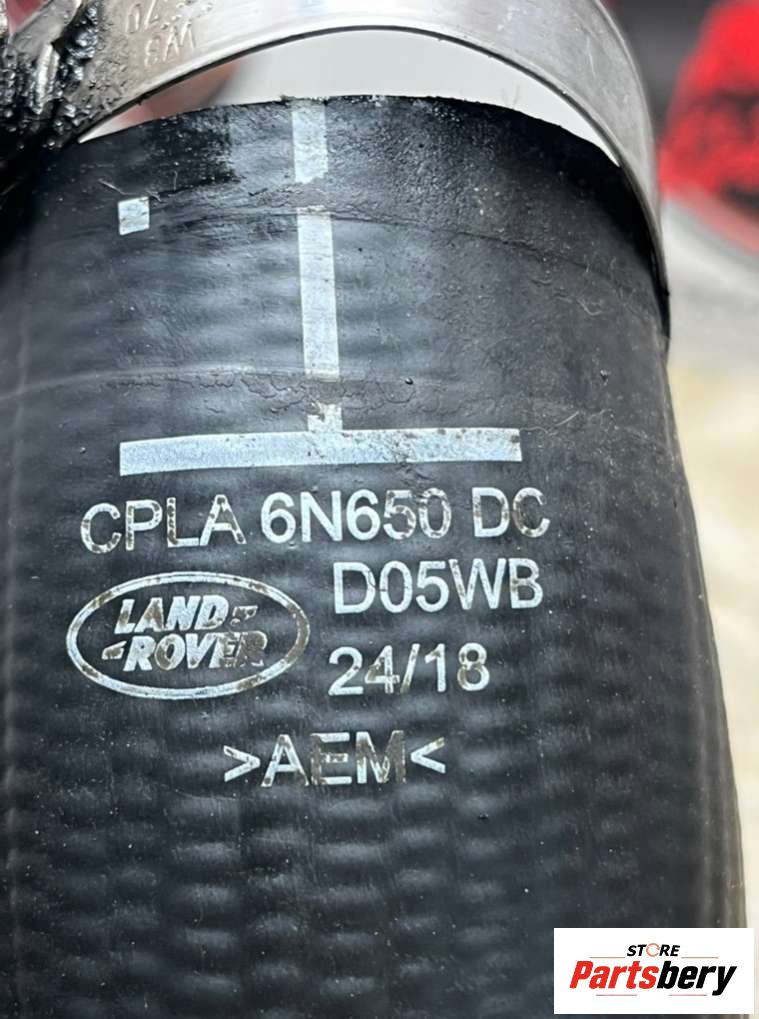 CPLA 6N650 DC
LAND
ROVER
D05WB
24/18
>AEM<
STORE
Partsbery